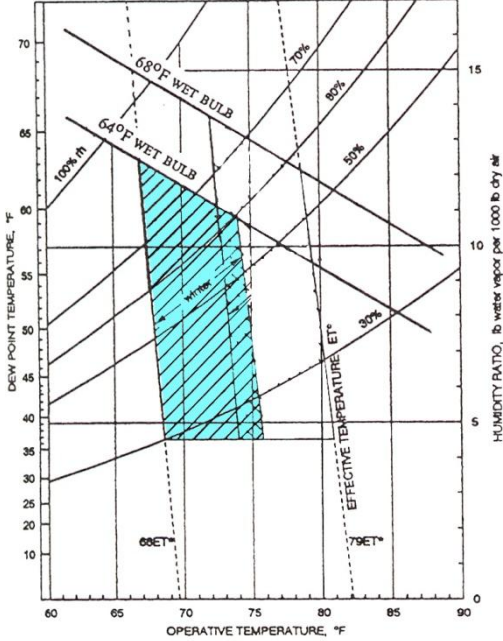 70%
80%
50%
100% rh
68°F WET BULB
64°F WET BULB
winter
30%
EFFECTIVE TEMPERATURE ET*
68ET*
79ET*
70
65
60
55
50
45
40
35
30
25
20
10
DEW POINT TEMPERATURE, °F
15
10
5
0
HUMIDITY RATIO, lb water vapor per 1000 lb dry air
60 65 70 75 80 85 90
OPERATIVE TEMPERATURE, °F